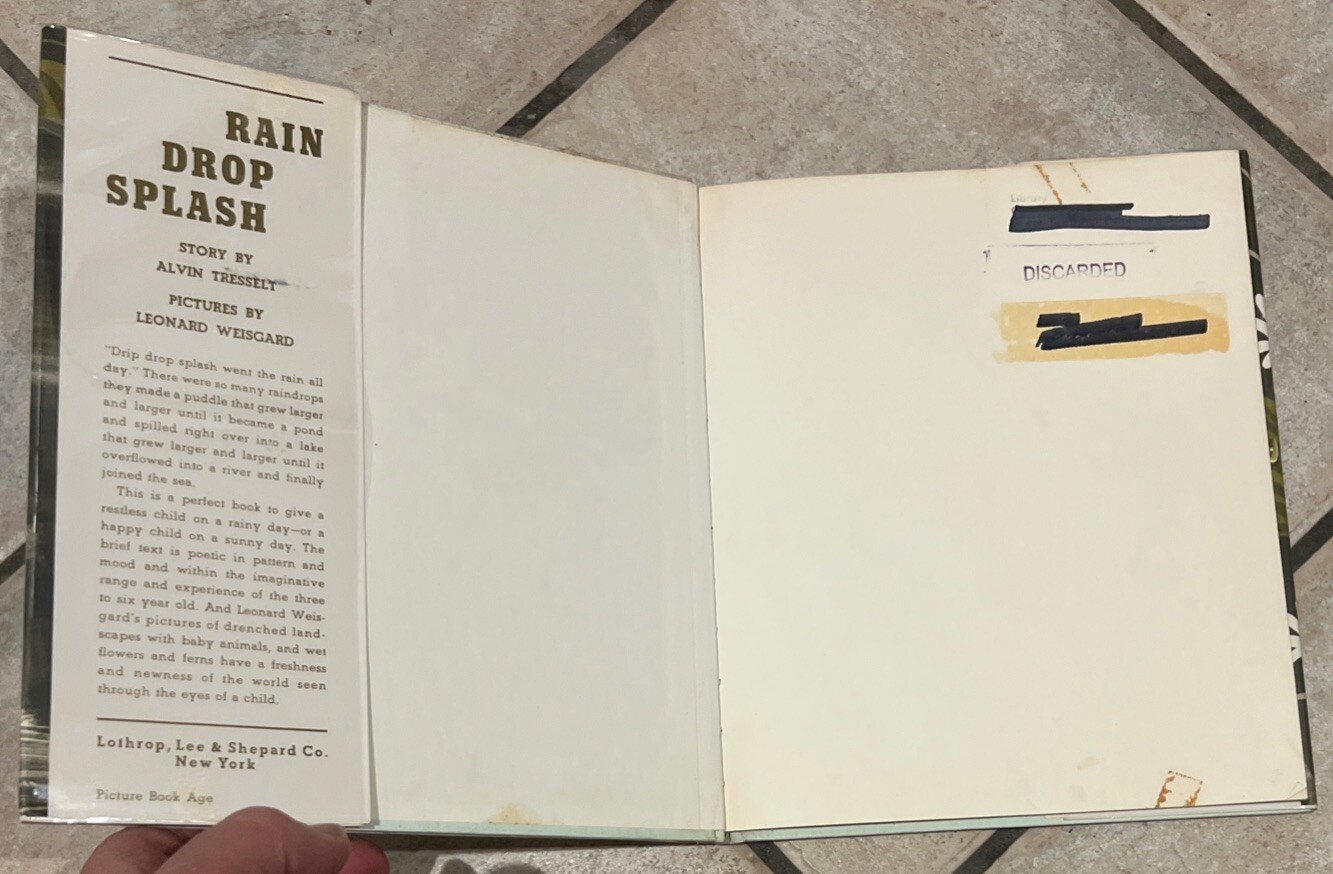 RAIN
DROP
SPLASH
STORY BY
ALVIN TRESSELT
PICTURES BY
LEONARD WEISGARD
"Drip drop splash went the rain all
day." There were so many raindrops
they made a puddle that grew larger
and larger until it became a pond
and spilled right over into a lake
that grew larger and larger until it
overflowed into a river and finally
joined the sea.
This is a perfect book to give a
restless child on a rainy day—or a
happy child on a sunny day. The
brief text is poetic in pattern and
mood and within the imaginative
range and experience of the three
to six year old. And Leonard Weis-
gard's pictures of drenched land-
scapes with baby animals, and wet
flowers and ferns have a freshness
and newness of the world seen
through the eyes of a child.
Lothrop, Lee & Shepard Co.
New York
Picture Book Age
Library
DISCARDED